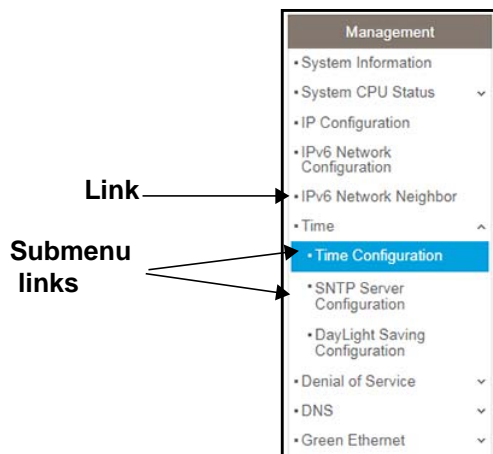 Management
• System Information
• System CPU Status
• IP Configuration
• IPv6 Network
Configuration
Link
• IPv6 Network Neighbor
• Time
Submenu
links
• Time Configuration
• SNTP Server
Configuration
• DayLight Saving
Configuration
• Denial of Service
• DNS
• Green Ethernet